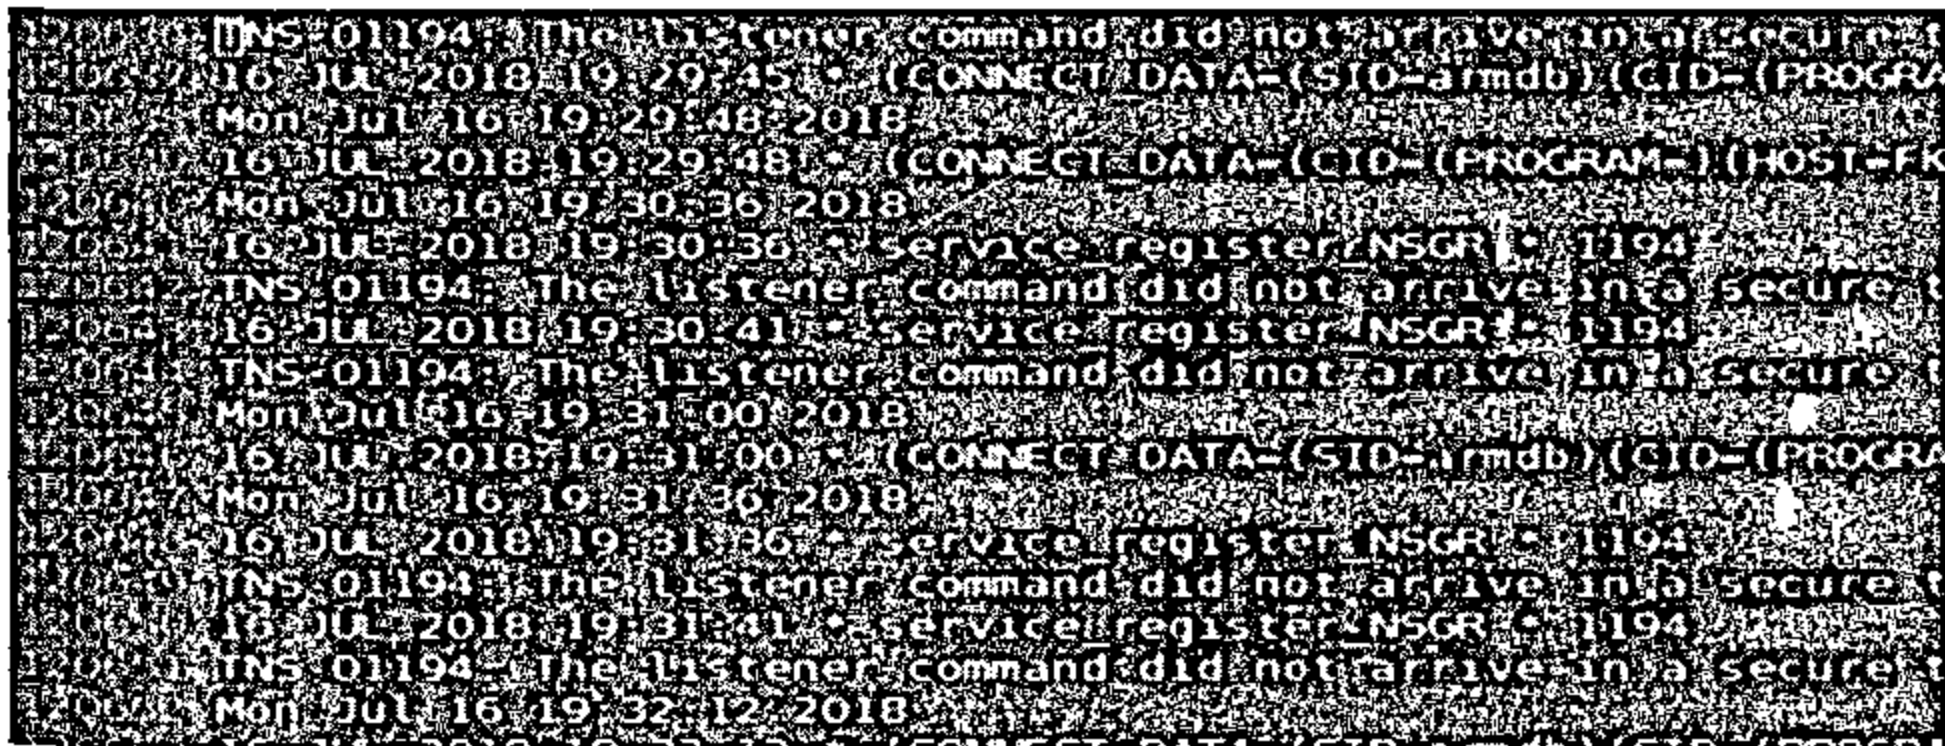 TNS-01194: The listener command did not arrive in a secure t
16-JUL-2018 19:29:45 * (CONNECT_DATA=(SID=armdb)(CID=(PROGRA
Mon Jul 16 19:29:48 2018
16-JUL-2018 19:29:48 * (CONNECT_DATA=(CID=(PROGRAM=)(HOST=FK
Mon Jul 16 19:30:36 2018
16-JUL-2018 19:30:36 * service_register_NSGR * 1194
TNS-01194: The listener command did not arrive in a secure t
16-JUL-2018 19:30:41 * service_register_NSGR * 1194
TNS-01194: The listener command did not arrive in a secure t
Mon Jul 16 19:31:00 2018
16-JUL-2018 19:31:00 * (CONNECT_DATA=(SID=armdb)(CID=(PROGRA
Mon Jul 16 19:31:36 2018
16-JUL-2018 19:31:36 * service_register_NSGR * 1194
TNS-01194: The listener command did not arrive in a secure t
16-JUL-2018 19:31:41 * service_register_NSGR * 1194
TNS-01194: The listener command did not arrive in a secure t
Mon Jul 16 19:32:12 2018